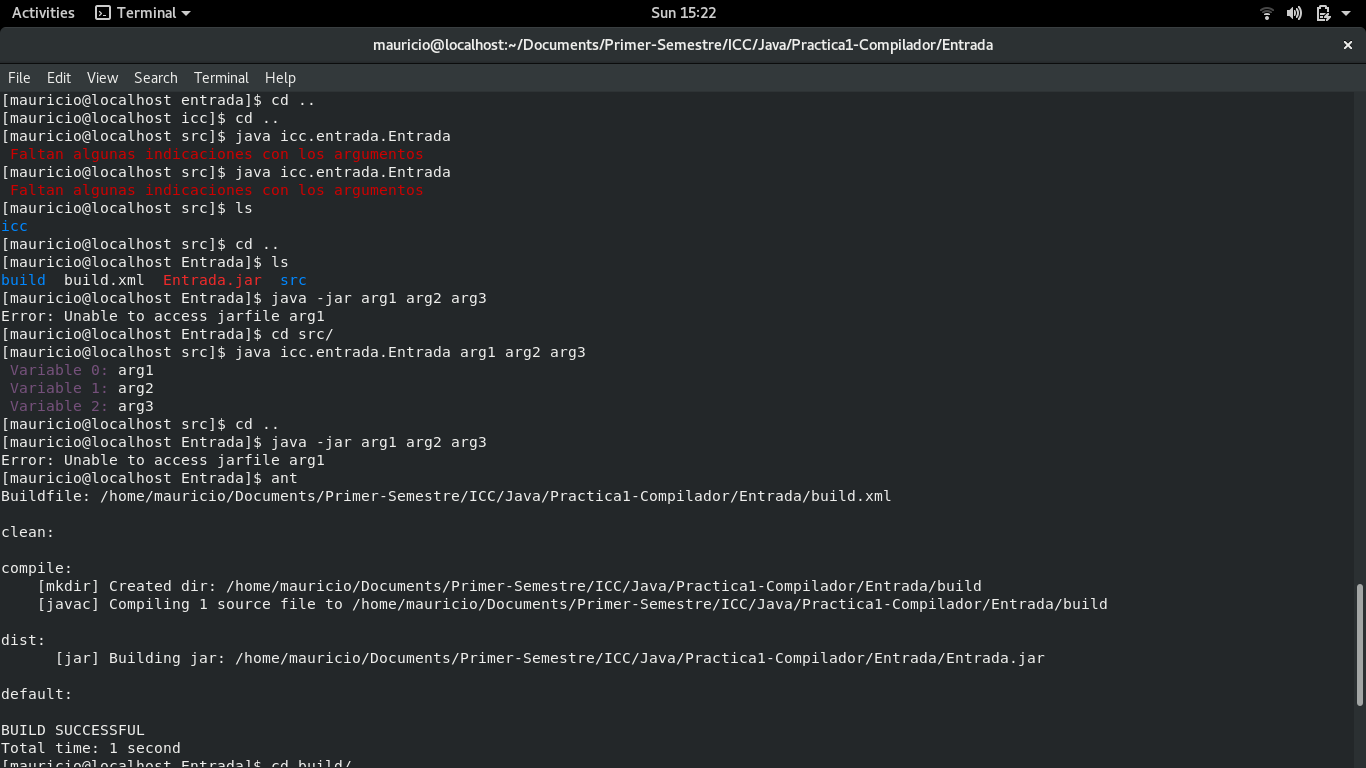 Activities Terminal Sun 15:22
mauricio@localhost:~/Documents/Primer-Semestre/ICC/Java/Practica1-Compilador/Entrada ×
File Edit View Search Terminal Help
[mauricio@localhost entrada]$ cd ..
[mauricio@localhost icc]$ cd ..
[mauricio@localhost src]$ java icc.entrada.Entrada
 Faltan algunas indicaciones con los argumentos
[mauricio@localhost src]$ java icc.entrada.Entrada
 Faltan algunas indicaciones con los argumentos
[mauricio@localhost src]$ ls
icc
[mauricio@localhost src]$ cd ..
[mauricio@localhost Entrada]$ ls
build  build.xml  Entrada.jar  src
[mauricio@localhost Entrada]$ java -jar arg1 arg2 arg3
Error: Unable to access jarfile arg1
[mauricio@localhost Entrada]$ cd src/
[mauricio@localhost src]$ java icc.entrada.Entrada arg1 arg2 arg3
 Variable 0: arg1
 Variable 1: arg2
 Variable 2: arg3
[mauricio@localhost src]$ cd ..
[mauricio@localhost Entrada]$ java -jar arg1 arg2 arg3
Error: Unable to access jarfile arg1
[mauricio@localhost Entrada]$ ant
Buildfile: /home/mauricio/Documents/Primer-Semestre/ICC/Java/Practica1-Compilador/Entrada/build.xml
clean:
compile:
    [mkdir] Created dir: /home/mauricio/Documents/Primer-Semestre/ICC/Java/Practica1-Compilador/Entrada/build
    [javac] Compiling 1 source file to /home/mauricio/Documents/Primer-Semestre/ICC/Java/Practica1-Compilador/Entrada/build
dist:
      [jar] Building jar: /home/mauricio/Documents/Primer-Semestre/ICC/Java/Practica1-Compilador/Entrada/Entrada.jar
default:
BUILD SUCCESSFUL
Total time: 1 second
[mauricio@localhost Entrada]$ cd build/